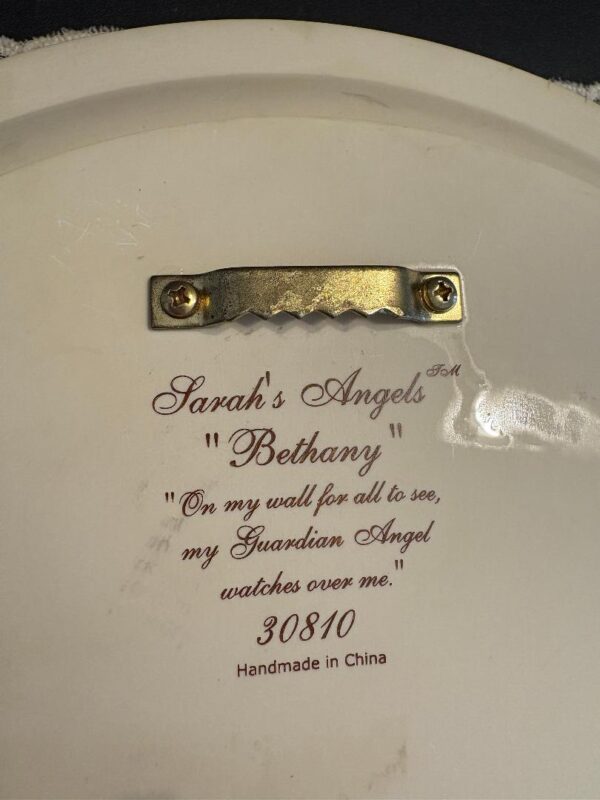 Sarah's Angels™
"Bethany"
"On my wall for all to see,
my Guardian Angel
watches over me."
30810
Handmade in China